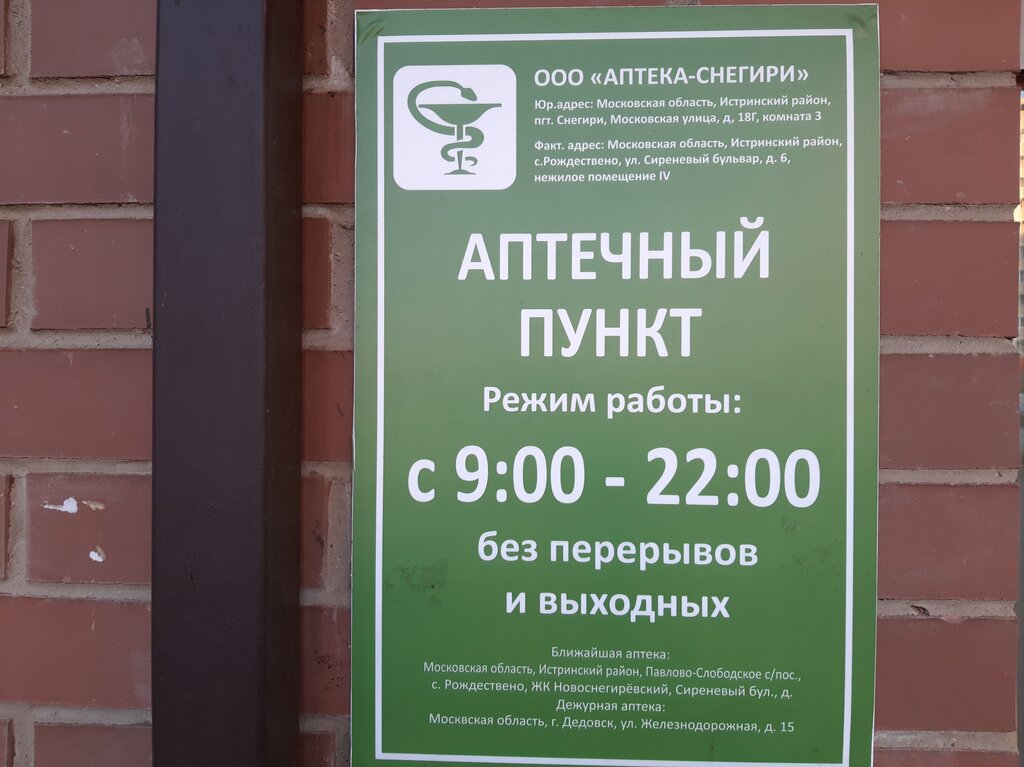 ООО «АПТЕКА-СНЕГИРИ»
Юр.адрес: Московская область, Истринский район,
пгт. Снегири, Московская улица, д, 18Г, комната 3
Факт. адрес: Московская область, Истринский район,
с.Рождествено, ул. Сиреневый бульвар, д. 6,
нежилое помещение IV
АПТЕЧНЫЙ
ПУНКТ
Режим работы:
с 9:00 - 22:00
без перерывов
и выходных
Ближайшая аптека:
Московская область, Истринский район, Павлово-Слободское с/пос.,
с. Рождествено, ЖК Новоснегирёвский, Сиреневый бул., д.
Дежурная аптека:
Москвская область, г. Дедовск, ул. Железнодорожная, д. 15